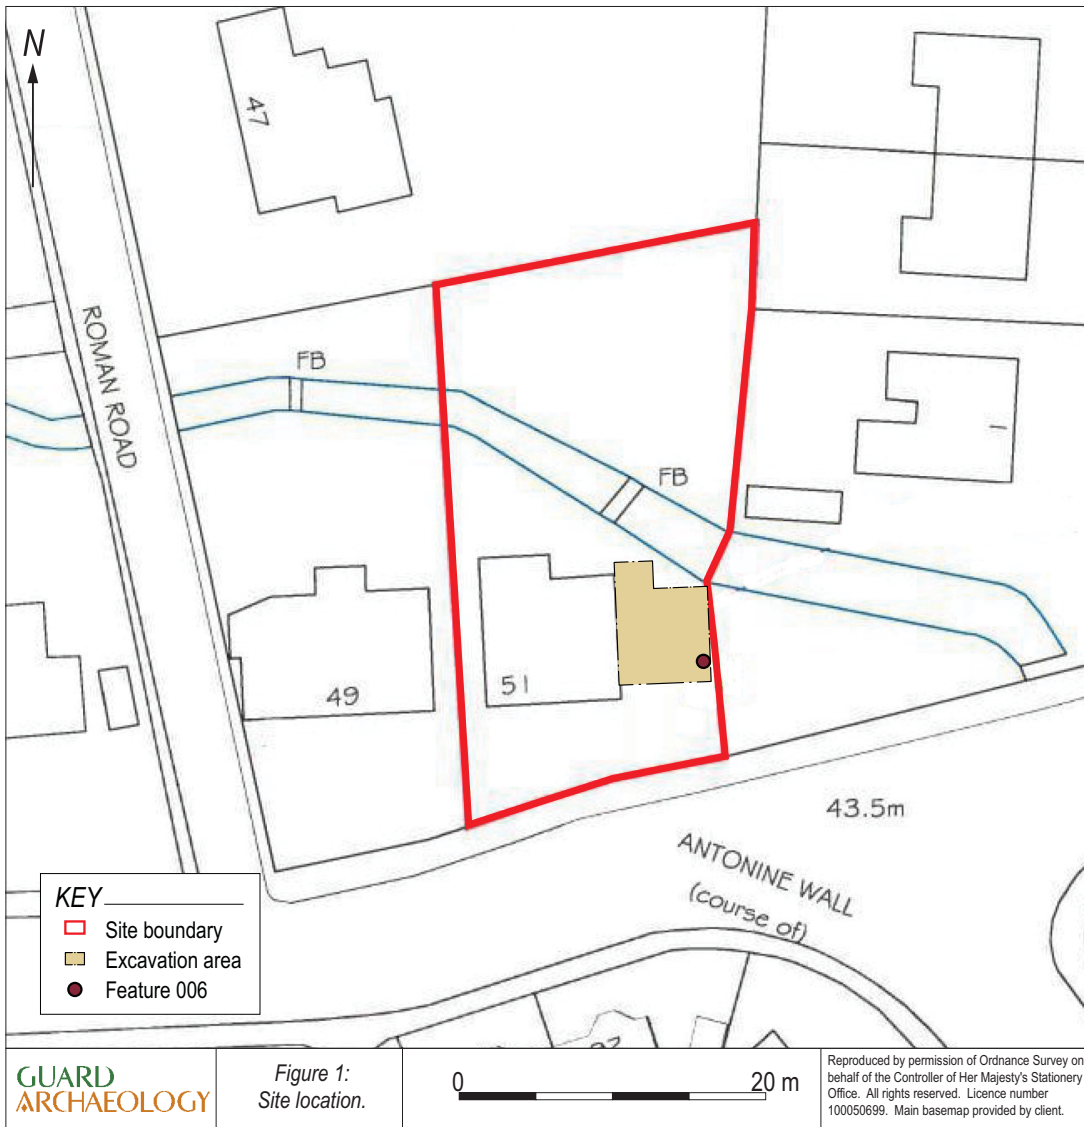 N
47
ROMAN ROAD
FB
FB
1
49
51
43.5m
ANTONINE WALL
(course of)
KEY
Site boundary
Excavation area
Feature 006
GUARD
ARCHAEOLOGY
Figure 1:
Site location.
0
20 m
Reproduced by permission of Ordnance Survey on
behalf of the Controller of Her Majesty's Stationery
Office. All rights reserved. Licence number
100050699. Main basemap provided by client.